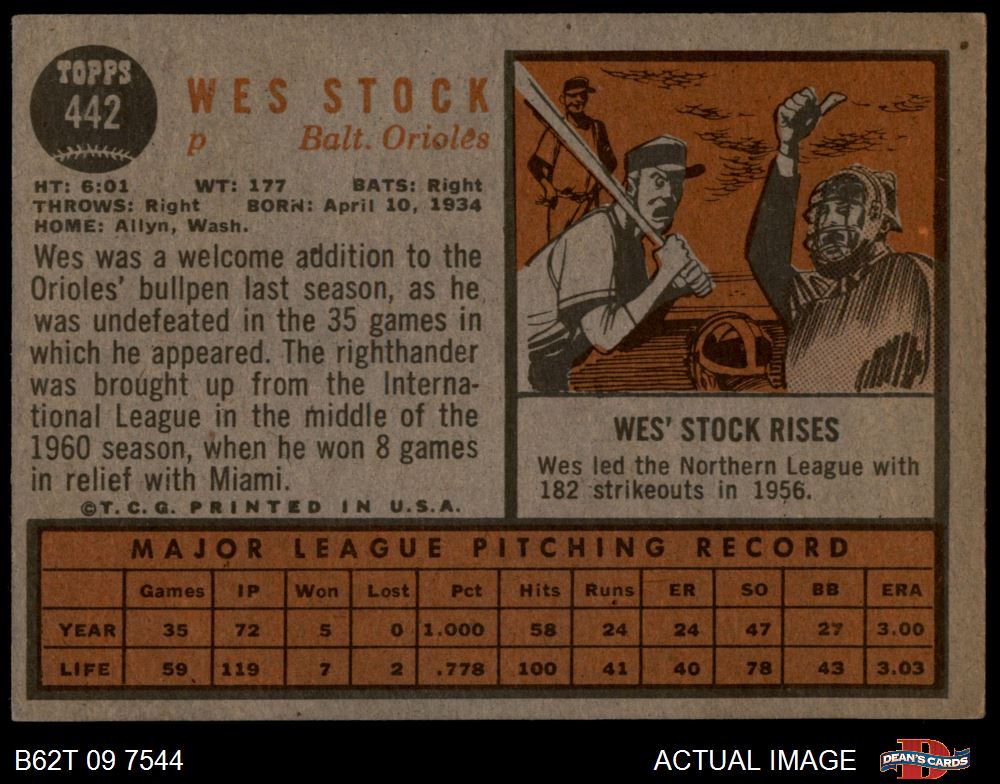 TOPPS
442
WES STOCK
p Balt. Orioles
HT: 6:01 WT: 177 BATS: Right
THROWS: Right BORN: April 10, 1934
HOME: Allyn, Wash.
Wes was a welcome addition to the
Orioles' bullpen last season, as he
was undefeated in the 35 games in
which he appeared. The righthander
was brought up from the Interna-
tional League in the middle of the
1960 season, when he won 8 games
in relief with Miami.
©T.C.G. PRINTED IN U.S.A.
WES' STOCK RISES
Wes led the Northern League with
182 strikeouts in 1956.
MAJOR LEAGUE PITCHING RECORD
Games IP Won Lost Pct Hits Runs ER SO BB ERA
YEAR 35 72 5 0 1.000 58 24 24 47 27 3.00
LIFE 59 119 7 2 .778 100 41 40 78 43 3.03
B62T 09 7544 ACTUAL IMAGE
D
DEAN'S CARDS